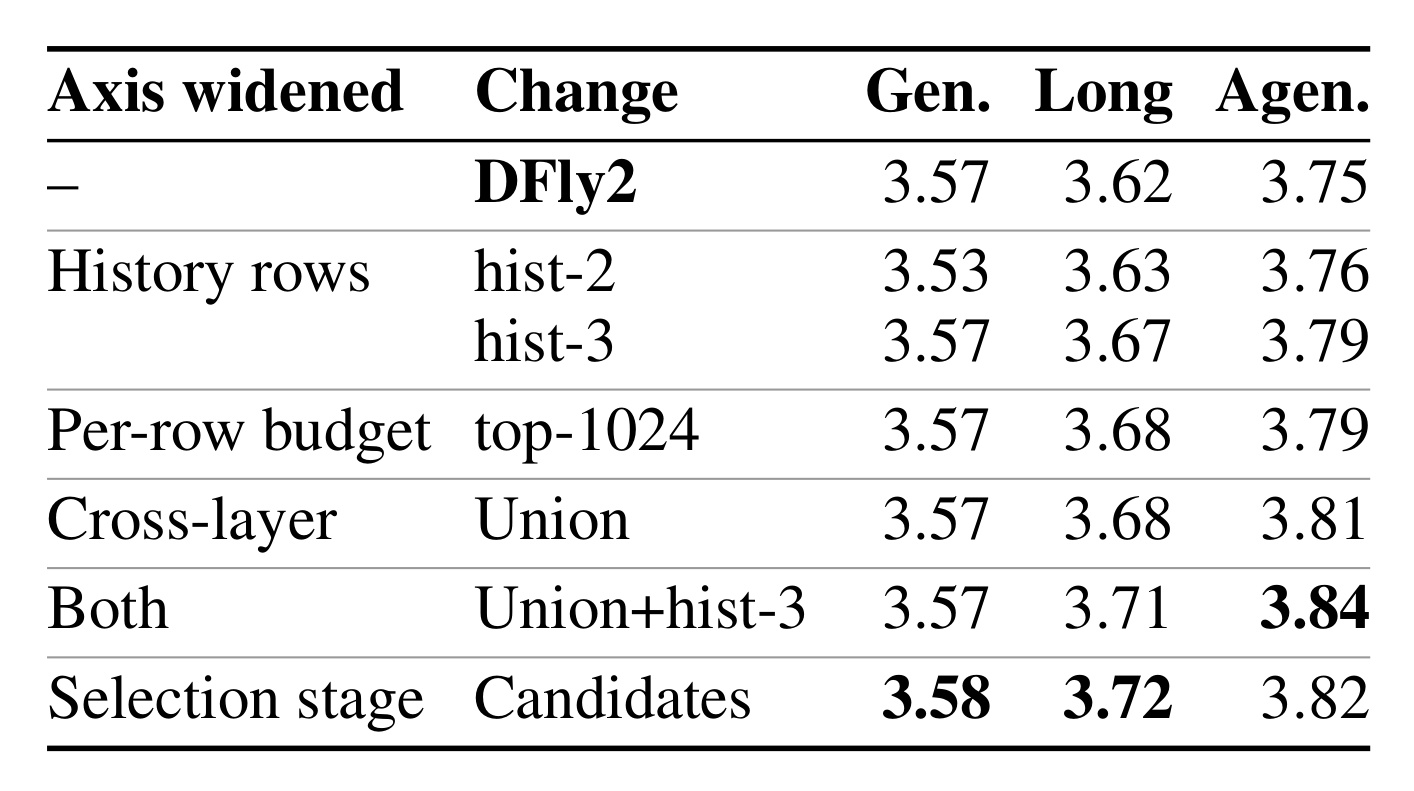 Axis widened Change Gen. Long Agen.
– DFly2 3.57 3.62 3.75
History rows hist-2 3.53 3.63 3.76
hist-3 3.57 3.67 3.79
Per-row budget top-1024 3.57 3.68 3.79
Cross-layer Union 3.57 3.68 3.81
Both Union+hist-3 3.57 3.71 3.84
Selection stage Candidates 3.58 3.72 3.82